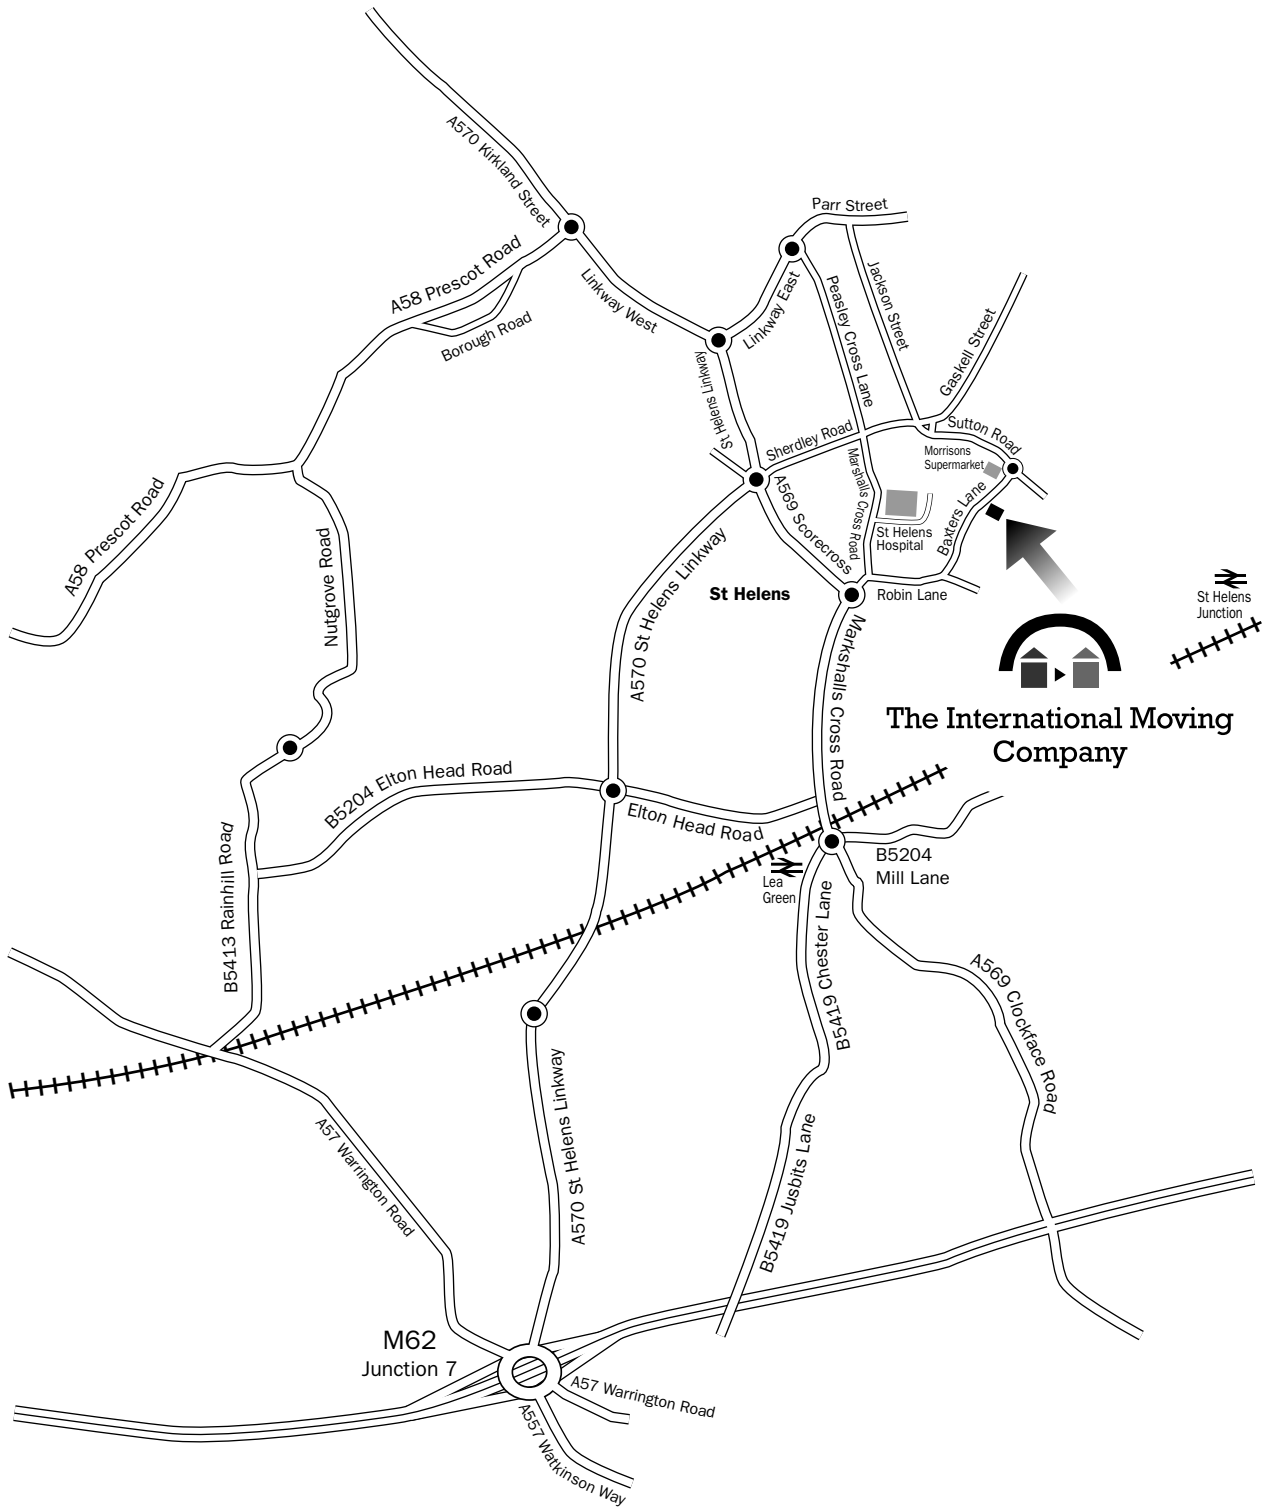 A570 Kirkland Street
Parr Street
A58 Prescot Road
Linkway West
Linkway East
Peasley Cross Lane
Jackson Street
Gaskell Street
Borough Road
St Helens Linkway
Sherdley Road
Sutton Road
Morrisons
Supermarket
Marshalls Cross Road
A569 Scorecross
Baxters Lane
St Helens
Hospital
A58 Prescot Road
Nutgrove Road
A570 St Helens Linkway
St Helens
Robin Lane
St Helens
Junction
Markshalls Cross Road
The International Moving
Company
B5204 Elton Head Road
Elton Head Road
B5204
Mill Lane
Lea
Green
B5413 Rainhill Road
B5419 Chester Lane
A569 Clockface Road
A57 Warrington Road
A570 St Helens Linkway
B5419 Jusbits Lane
M62
Junction 7
A57 Warrington Road
A557 Watkinson Way